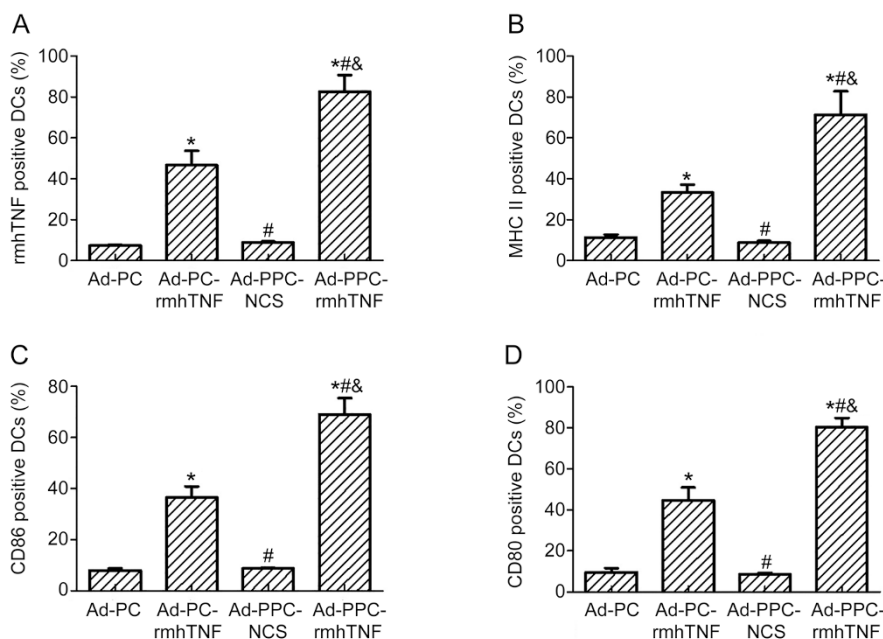 A
rmhTNF positive DCs (%)
100
80
60
40
20
0
*
#
*#&
Ad-PC
Ad-PC-
rmhTNF
Ad-PPC-
NCS
Ad-PPC-
rmhTNF
B
MHC II positive DCs (%)
100
80
60
40
20
0
*
#
*#&
Ad-PC
Ad-PC-
rmhTNF
Ad-PPC-
NCS
Ad-PPC-
rmhTNF
C
CD86 positive DCs (%)
80
60
40
20
0
*
#
*#&
Ad-PC
Ad-PC-
rmhTNF
Ad-PPC-
NCS
Ad-PPC-
rmhTNF
D
CD80 positive DCs (%)
100
80
60
40
20
0
*
#
*#&
Ad-PC
Ad-PC-
rmhTNF
Ad-PPC-
NCS
Ad-PPC-
rmhTNF